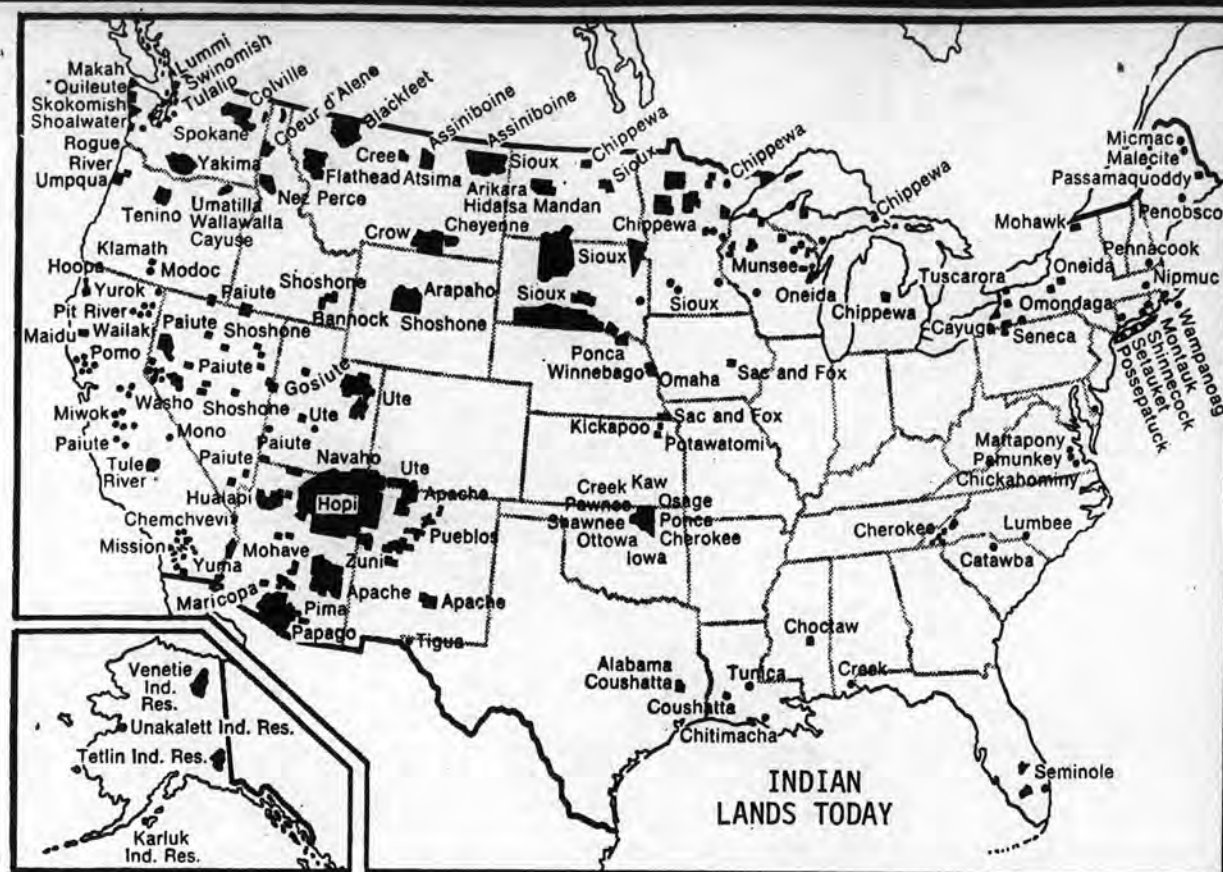 Makah
Quileute
Skokomish
Shoalwater
Lummi
Swinomish
Tulalip
Colville
Coeur d'Alene
Blackfeet
Assiniboine
Assiniboine
Spokane
Rogue
River
Yakima
Umpqua
Cree
Flathead
Atsima
Sioux
Chippewa
Sioux
Chippewa
Chippewa
Micmac
Malecite
Passamaquoddy
Penobsco
Tenino
Umatilla
Wallawalla
Cayuse
Nez Perce
Arikara
Hidatsa Mandan
Cheyenne
Crow
Chippewa
Mohawk
Pennacook
Klamath
Modoc
Hoopa
Yurok
Paiute
Shoshone
Bannock
Arapaho
Shoshone
Sioux
Sioux
Sioux
Munsee
Oneida
Chippewa
Tuscarora
Oneida
Nipmuc
Omondaga
Cayuga
Seneca
Wampanoag
Montauk
Shinnecock
Setauket
Possepatuck
Pit River
Wailak
Maidu
Pomo
Paiute
Shoshone
Paiute
Gosiute
Ute
Ponca
Winnebago
Omaha
Sac and Fox
Washo
Shoshone
Ute
Miwok
Mono
Paiute
Paiute
Sac and Fox
Kickapoo
Potawatomi
Mattapony
Pamunkey
Chickahominy
Tule
River
Paiute
Navaho
Ute
Hualapi
Hopi
Apache
Creek
Kaw
Pawnee
Osage
Shawnee
Ponca
Ottowa
Cherokee
Iowa
Cherokee
Lumbee
Catawba
Chemchvevi
Mission
Mohave
Pueblos
Zuni
Yuma
Maricopa
Pima
Apache
Apache
Papago
Tigua
Choctaw
Alabama
Coushatta
Tunica
Creek
Coushatta
Chitimacha
Seminole
Venetie
Ind.
Res.
Unakalett Ind. Res.
Tetlin Ind. Res.
Karluk
Ind. Res.
INDIAN
LANDS TODAY